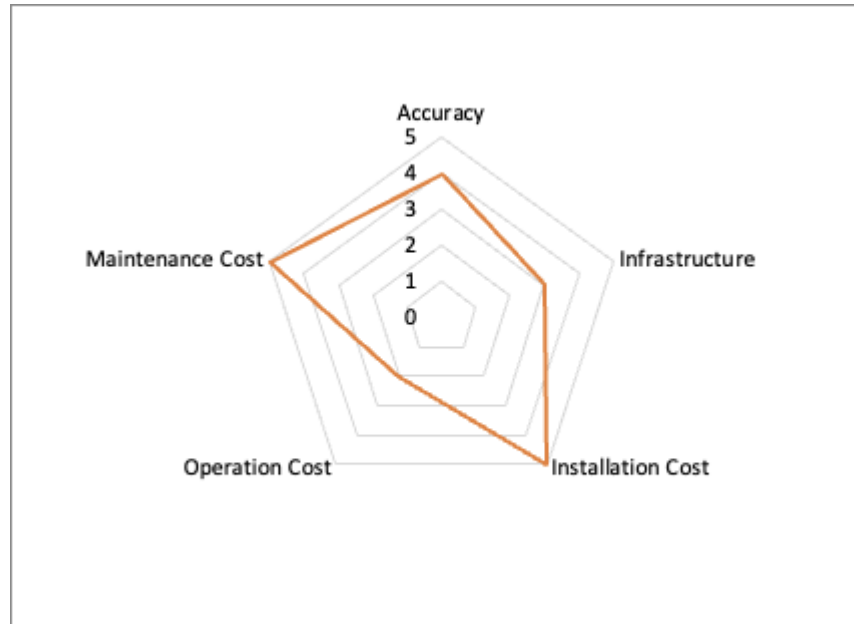 Accuracy
5
4
3
2
1
0
Infrastructure
Maintenance Cost
Operation Cost
Installation Cost